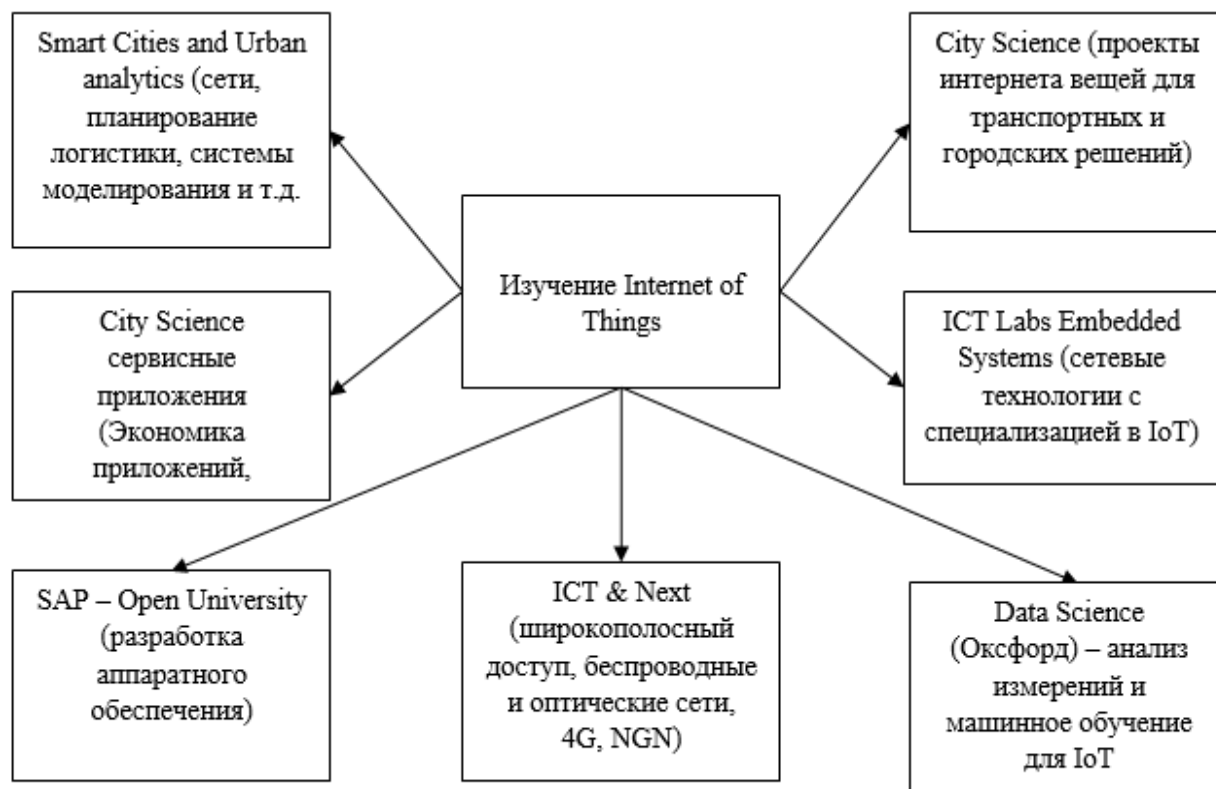 Smart Cities and Urban
analytics (сети,
планирование
логистики, системы
моделирования и т.д.
City Science (проекты
интернета вещей для
транспортных и
городских решений)
Изучение Internet of
Things
City Science
сервисные
приложения
(Экономика
приложений,
ICT Labs Embedded
Systems (сетевые
технологии с
специализацией в IoT)
SAP – Open University
(разработка
аппаратного
обеспечения)
ICT & Next
(широкополосный
доступ, беспроводные
и оптические сети,
4G, NGN)
Data Science
(Оксфорд) – анализ
измерений и
машинное обучение
для IoT